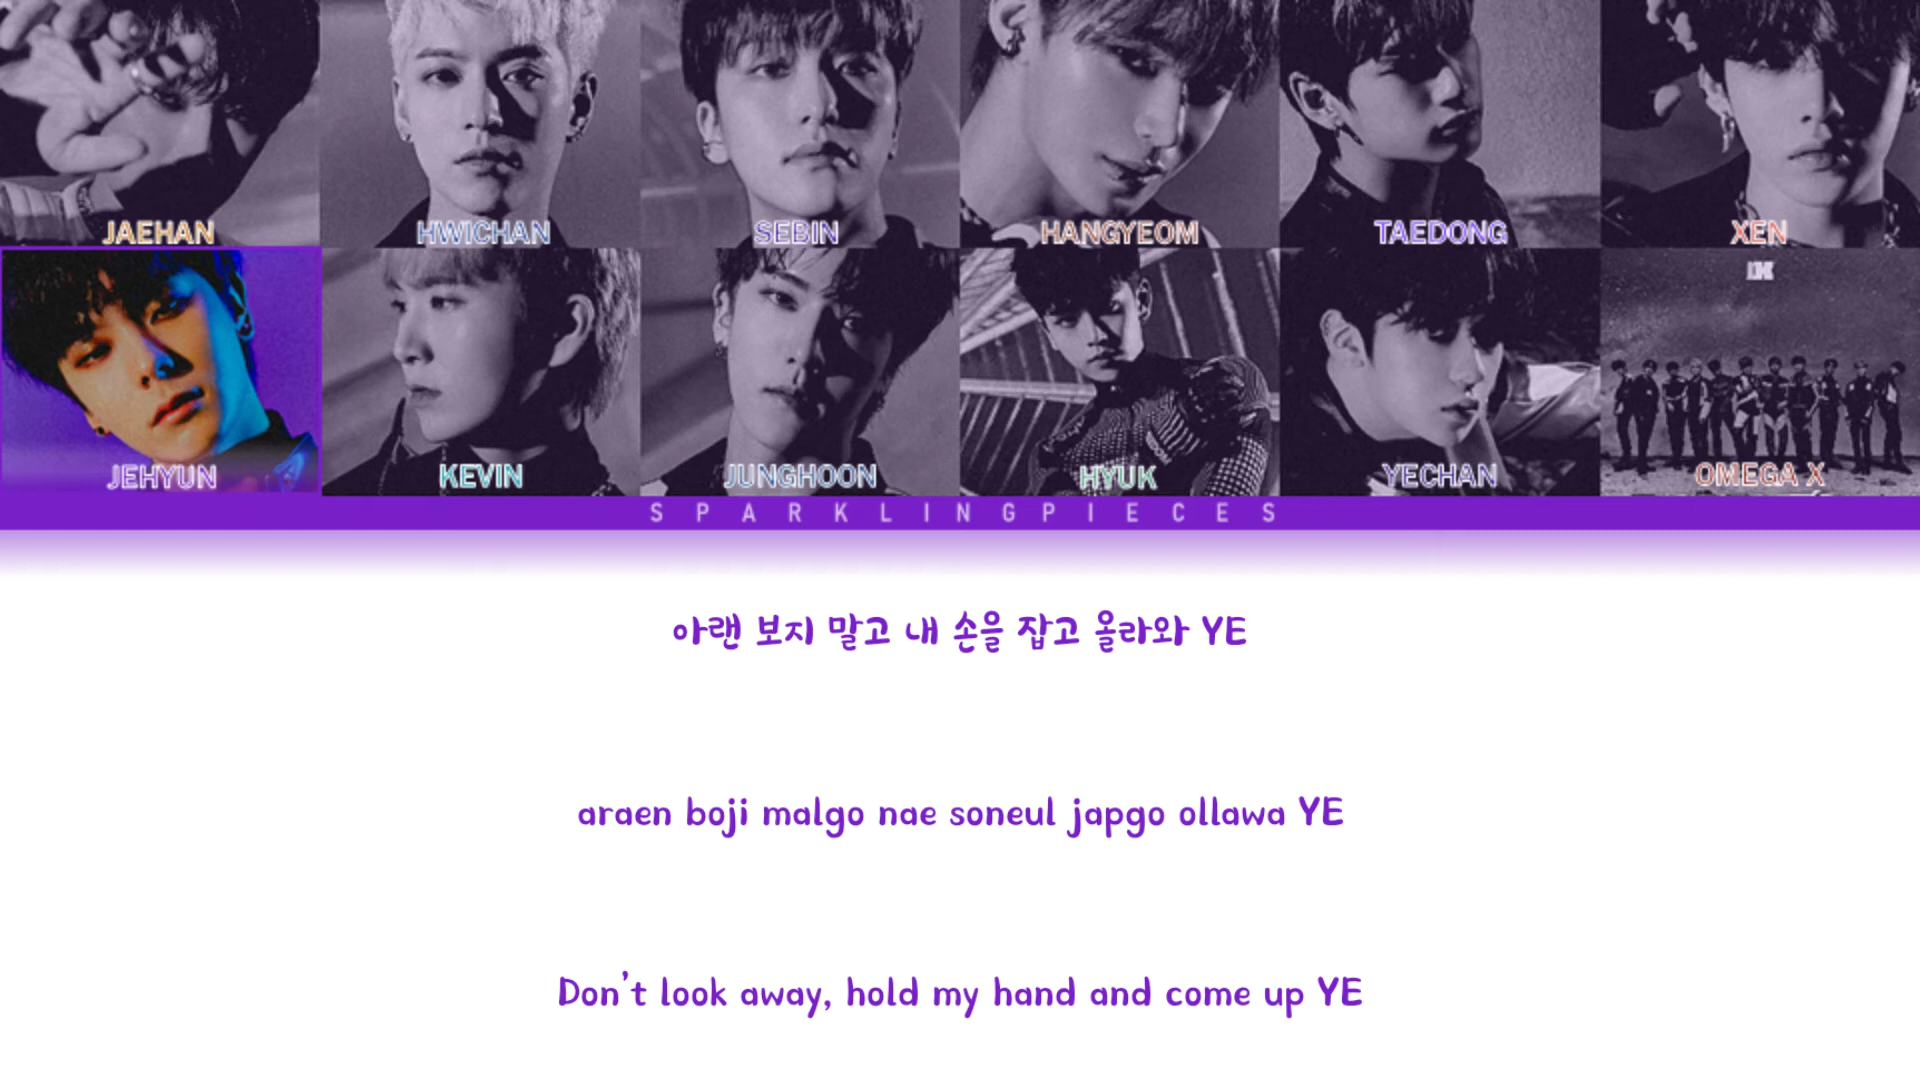 JAEHAN
HWICHAN
SEBIN
HANGYEOM
TAEDONG
XEN
JEHYUN
KEVIN
JUNGHOON
HYUK
YECHAN
OMEGA X
SPARKLINGPIECES
아랜 보지 말고 내 손을 잡고 올라와 YE
araen boji malgo nae soneul japgo ollawa YE
Don't look away, hold my hand and come up YE